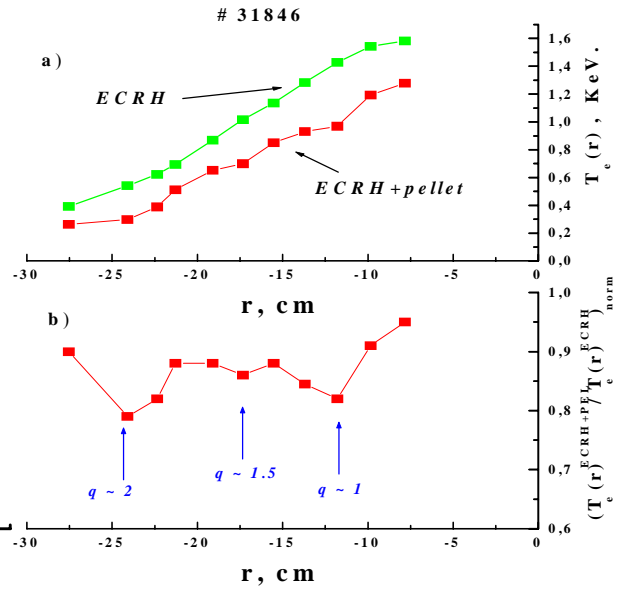 # 31846
a )
ECRH
ECRH+pellet
1,6
1,4
1,2
1,0
0,8
0,6
0,4
0,2
0,0
T_e (r) , KeV.
-30 -25 -20 -15 -10 -5 0
r , cm
b )
1,0
0,9
0,8
0,7
0,6
(T_e (r)^ECRH+PEL / T_e (r)^ECRH)_norm
q ~ 2
q ~ 1.5
q ~ 1
-30 -25 -20 -15 -10 -5 0
r , cm